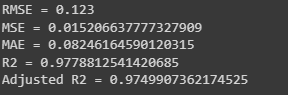 RMSE = 0.123
MSE = 0.015206637777327909
MAE = 0.08246164590120315
R2 = 0.9778812541420685
Adjusted R2 = 0.9749907362174525